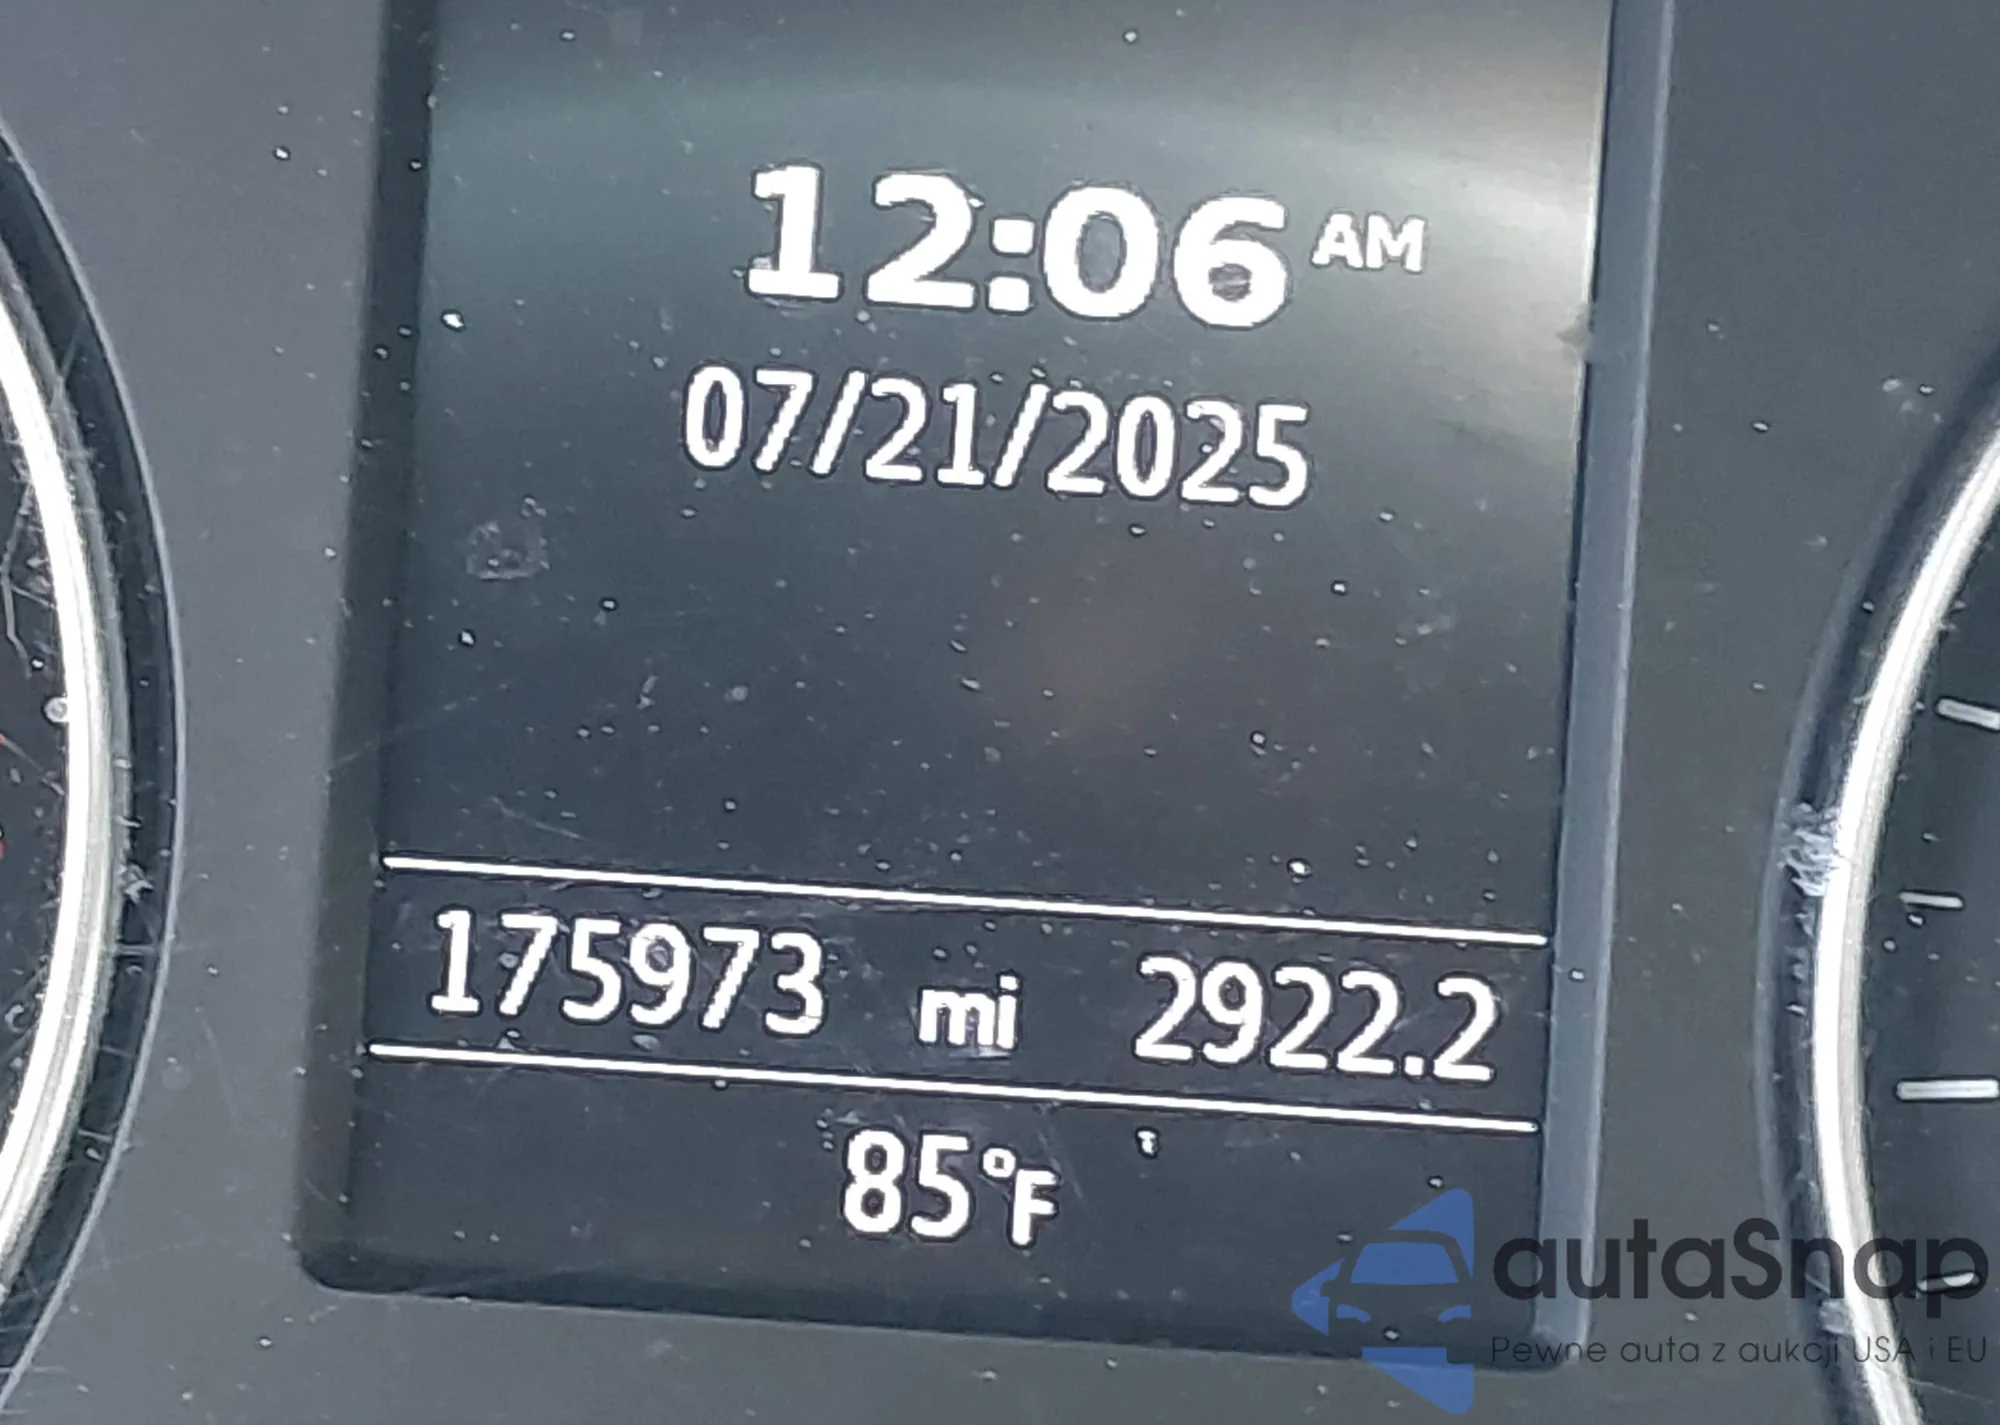 12:06 AM
07/21/2025
175973 mi 2922.2
85°F
autaSnap
Pewne auta z aukcji USA i EU